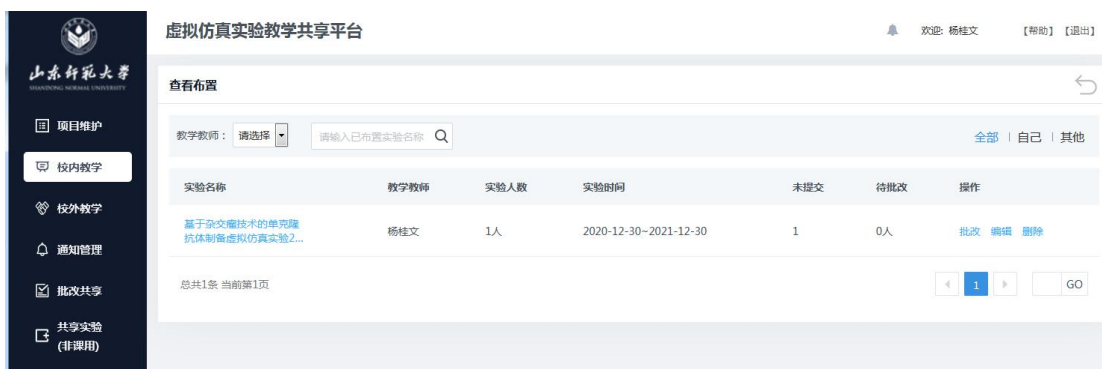 虚拟仿真实验教学共享平台
欢迎: 杨桂文 【帮助】【退出】
山东师范大学
SHANDONG NORMAL UNIVERSITY
项目维护
校内教学
校外教学
通知管理
批改共享
共享实验
(非课用)
查看布置
教学教师： 请选择 请输入已布置实验名称 全部 | 自己 | 其他
实验名称 教学教师 实验人数 实验时间 未提交 待批改 操作
基于杂交瘤技术的单克隆
抗体制备虚拟仿真实验2... 杨桂文 1人 2020-12-30~2021-12-30 1 0人 批改 编辑 删除
总共1条 当前第1页 1 GO